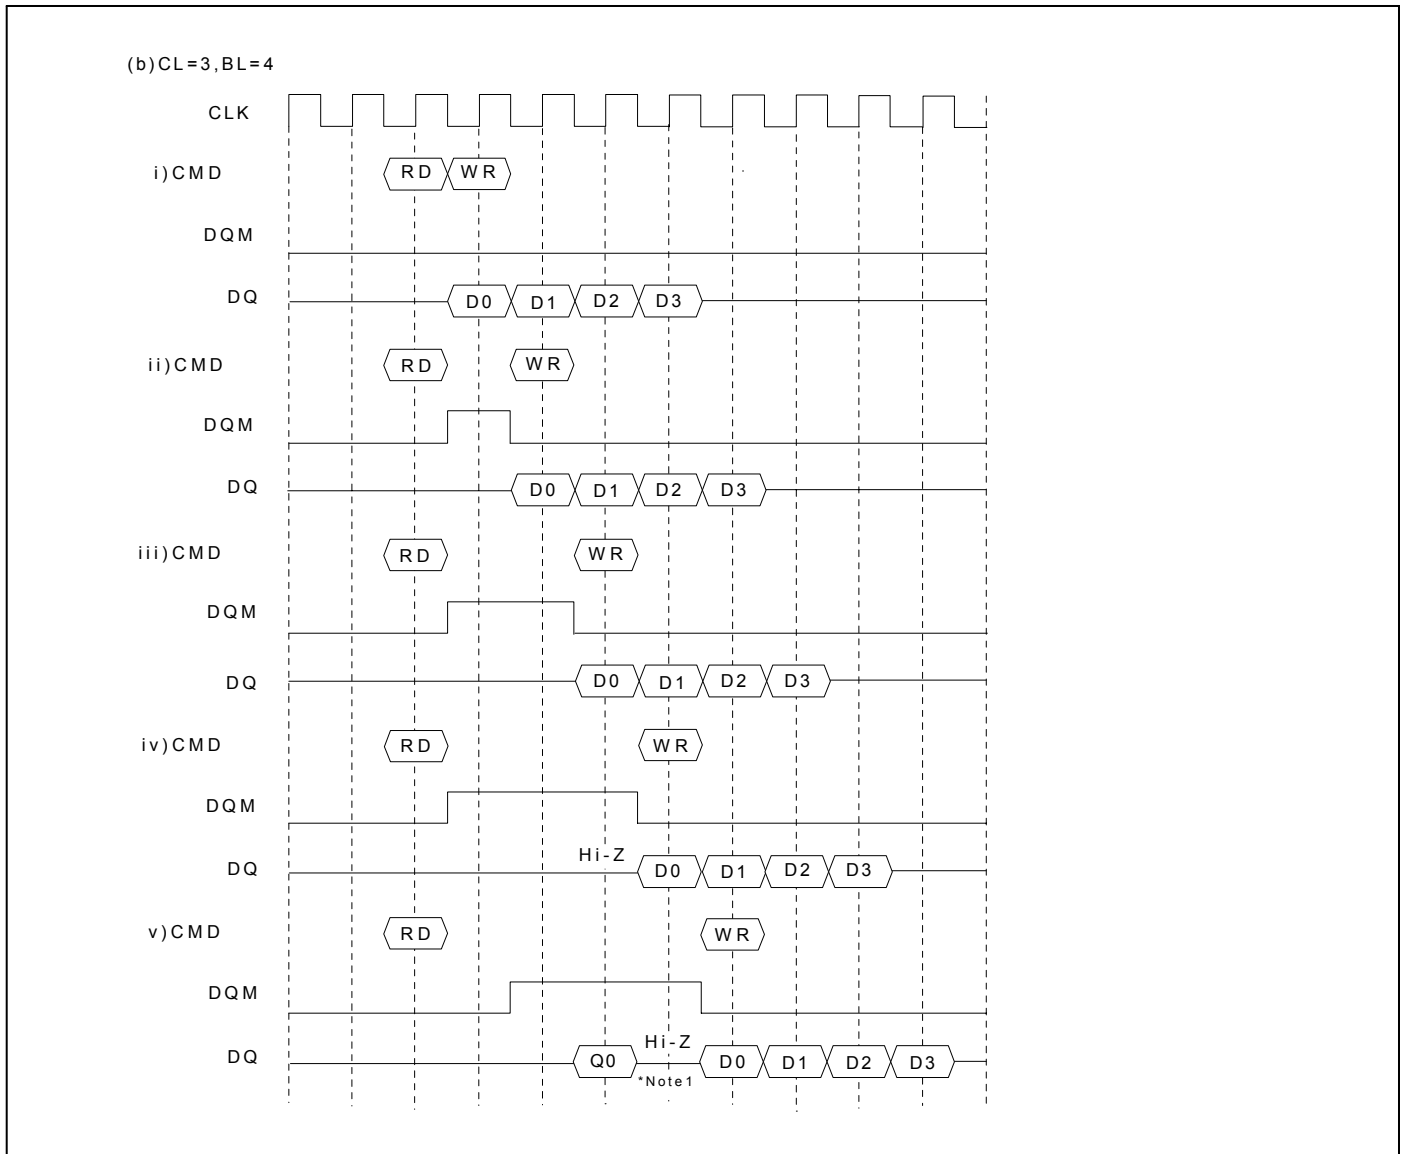 (b)CL=3,BL=4
CLK
i)CMD RD WR
DQM
DQ D0 D1 D2 D3
ii)CMD RD WR
DQM
DQ D0 D1 D2 D3
iii)CMD RD WR
DQM
DQ D0 D1 D2 D3
iv)CMD RD WR
DQM
Hi-Z
DQ D0 D1 D2 D3
v)CMD RD WR
DQM
Hi-Z
DQ Q0 D0 D1 D2 D3
*Note1